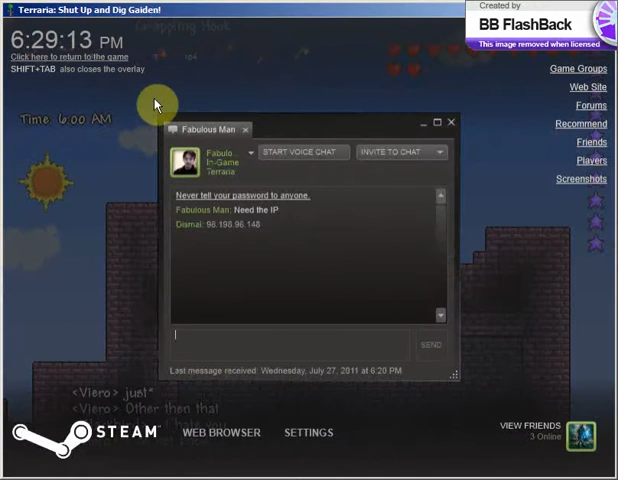 Terraria: Shut Up and Dig Gaiden!
Created by
BB FlashBack
This image removed when licensed
6:29:13 PM
Click here to return to the game
SHIFT+TAB also closes the overlay
Grappling Hook
Time: 6:00 AM
Game Groups
Web Site
Forums
Recommend
Friends
Players
Screenshots
Fabulous Man
Fabulo...
In-Game
Terraria
START VOICE CHAT
INVITE TO CHAT
Never tell your password to anyone.
Fabulous Man: Need the IP
Dismal: 98.198.96.148
SEND
Last message received: Wednesday, July 27, 2011 at 6:20 PM
<Viero> just*
<Viero> Other then that
<Viero>
STEAM
WEB BROWSER
SETTINGS
VIEW FRIENDS
3 Online